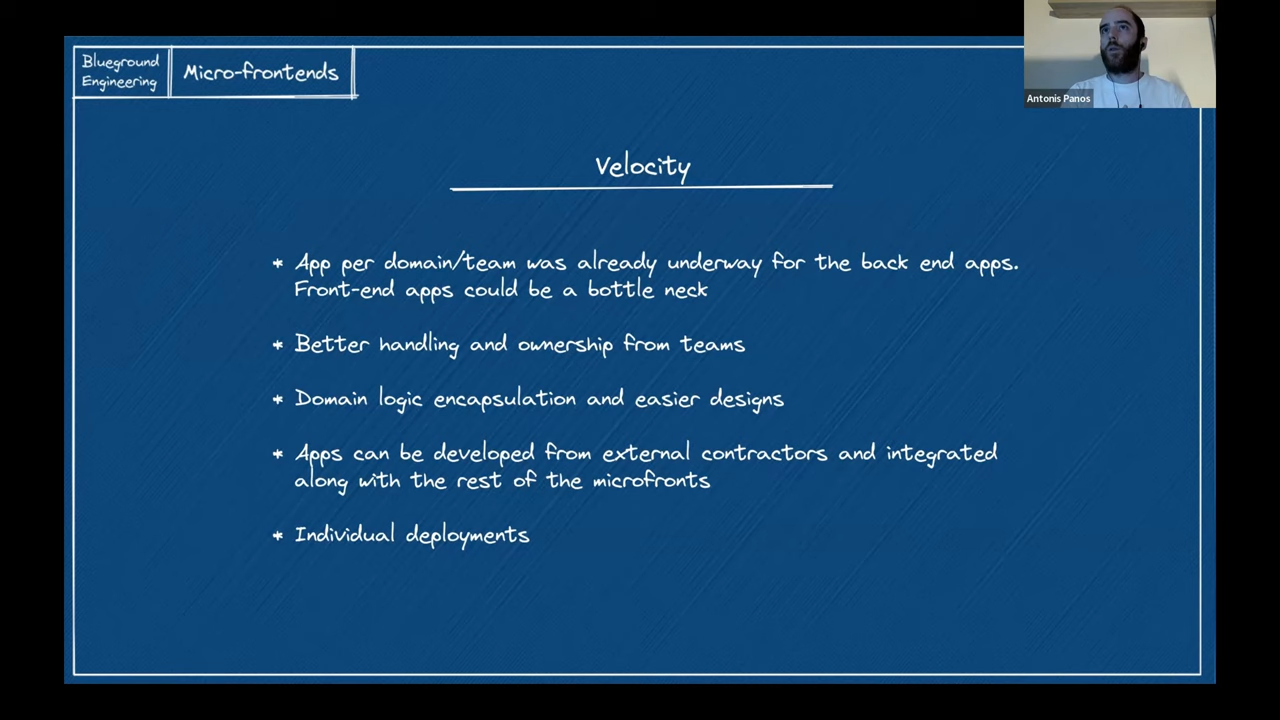 Blueground
Engineering
Micro-frontends
Antonis Panos
Velocity
* App per domain/team was already underway for the back end apps.
Front-end apps could be a bottle neck
* Better handling and ownership from teams
* Domain logic encapsulation and easier designs
* Apps can be developed from external contractors and integrated
along with the rest of the microfronts
* Individual deployments